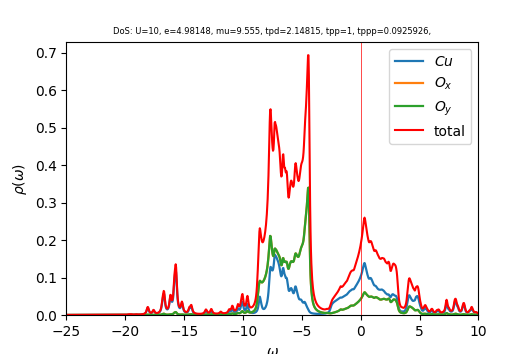 DoS: U=10, e=4.98148, mu=9.555, tpd=2.14815, tpp=1, tppp=0.0925926,
0.7
0.6
0.5
0.4
0.3
0.2
0.1
0.0
ρ(ω)
Cu
Oₓ
O_y
total
−25 −20 −15 −10 −5 0 5 10
ω